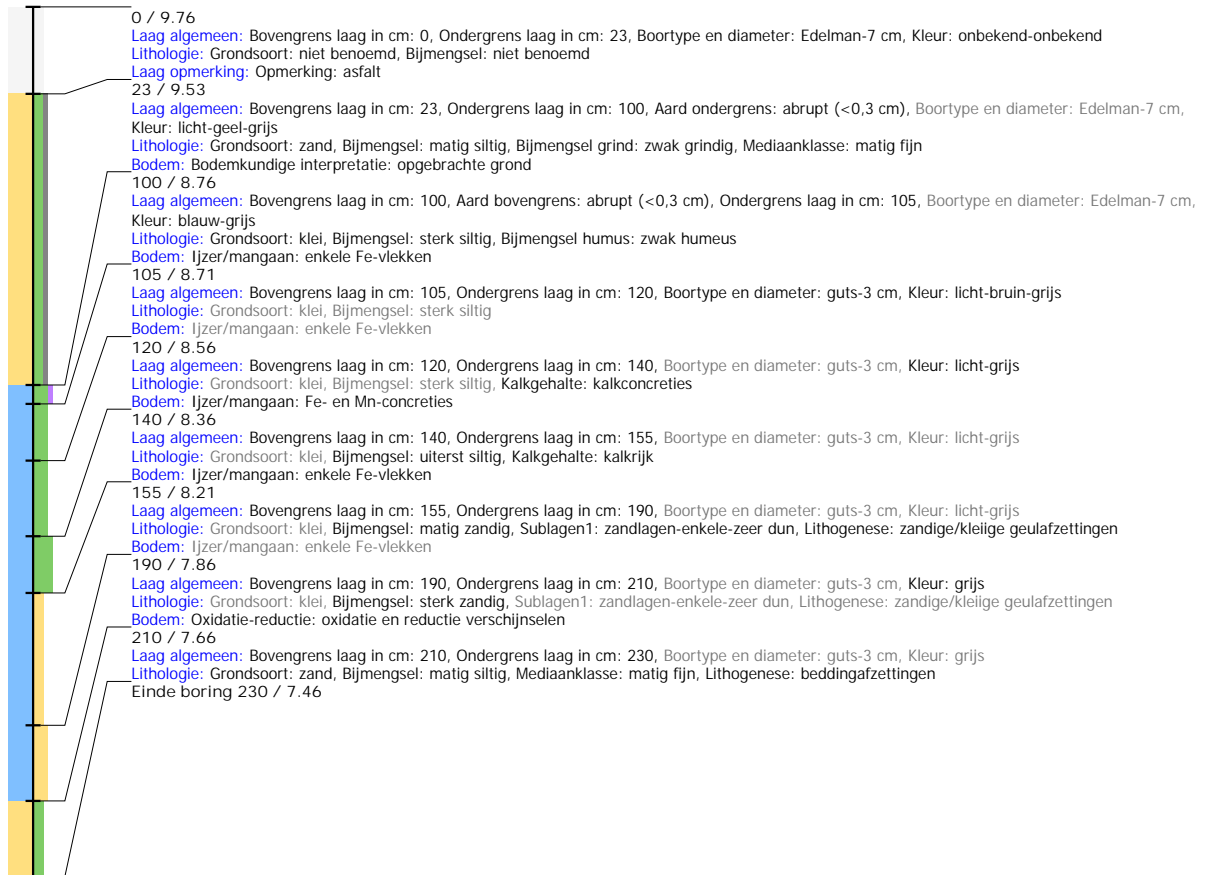 0 / 9.76
Laag algemeen: Bovengrens laag in cm: 0, Ondergrens laag in cm: 23, Boortype en diameter: Edelman-7 cm, Kleur: onbekend-onbekend
Lithologie: Grondsoort: niet benoemd, Bijmengsel: niet benoemd
Laag opmerking: Opmerking: asfalt
23 / 9.53
Laag algemeen: Bovengrens laag in cm: 23, Ondergrens laag in cm: 100, Aard ondergrens: abrupt (<0,3 cm), Boortype en diameter: Edelman-7 cm,
Kleur: licht-geel-grijs
Lithologie: Grondsoort: zand, Bijmengsel: matig siltig, Bijmengsel grind: zwak grindig, Mediaanklasse: matig fijn
Bodem: Bodemkundige interpretatie: opgebrachte grond
100 / 8.76
Laag algemeen: Bovengrens laag in cm: 100, Aard bovengrens: abrupt (<0,3 cm), Ondergrens laag in cm: 105, Boortype en diameter: Edelman-7 cm,
Kleur: blauw-grijs
Lithologie: Grondsoort: klei, Bijmengsel: sterk siltig, Bijmengsel humus: zwak humeus
Bodem: Ijzer/mangaan: enkele Fe-vlekken
105 / 8.71
Laag algemeen: Bovengrens laag in cm: 105, Ondergrens laag in cm: 120, Boortype en diameter: guts-3 cm, Kleur: licht-bruin-grijs
Lithologie: Grondsoort: klei, Bijmengsel: sterk siltig
Bodem: Ijzer/mangaan: enkele Fe-vlekken
120 / 8.56
Laag algemeen: Bovengrens laag in cm: 120, Ondergrens laag in cm: 140, Boortype en diameter: guts-3 cm, Kleur: licht-grijs
Lithologie: Grondsoort: klei, Bijmengsel: sterk siltig, Kalkgehalte: kalkconcreties
Bodem: Ijzer/mangaan: Fe- en Mn-concreties
140 / 8.36
Laag algemeen: Bovengrens laag in cm: 140, Ondergrens laag in cm: 155, Boortype en diameter: guts-3 cm, Kleur: licht-grijs
Lithologie: Grondsoort: klei, Bijmengsel: uiterst siltig, Kalkgehalte: kalkrijk
Bodem: Ijzer/mangaan: enkele Fe-vlekken
155 / 8.21
Laag algemeen: Bovengrens laag in cm: 155, Ondergrens laag in cm: 190, Boortype en diameter: guts-3 cm, Kleur: licht-grijs
Lithologie: Grondsoort: klei, Bijmengsel: matig zandig, Sublagen1: zandlagen-enkele-zeer dun, Lithogenese: zandige/kleiige geulafzettingen
Bodem: Ijzer/mangaan: enkele Fe-vlekken
190 / 7.86
Laag algemeen: Bovengrens laag in cm: 190, Ondergrens laag in cm: 210, Boortype en diameter: guts-3 cm, Kleur: grijs
Lithologie: Grondsoort: klei, Bijmengsel: sterk zandig, Sublagen1: zandlagen-enkele-zeer dun, Lithogenese: zandige/kleiige geulafzettingen
Bodem: Oxidatie-reductie: oxidatie en reductie verschijnselen
210 / 7.66
Laag algemeen: Bovengrens laag in cm: 210, Ondergrens laag in cm: 230, Boortype en diameter: guts-3 cm, Kleur: grijs
Lithologie: Grondsoort: zand, Bijmengsel: matig siltig, Mediaanklasse: matig fijn, Lithogenese: beddingafzettingen
Einde boring 230 / 7.46